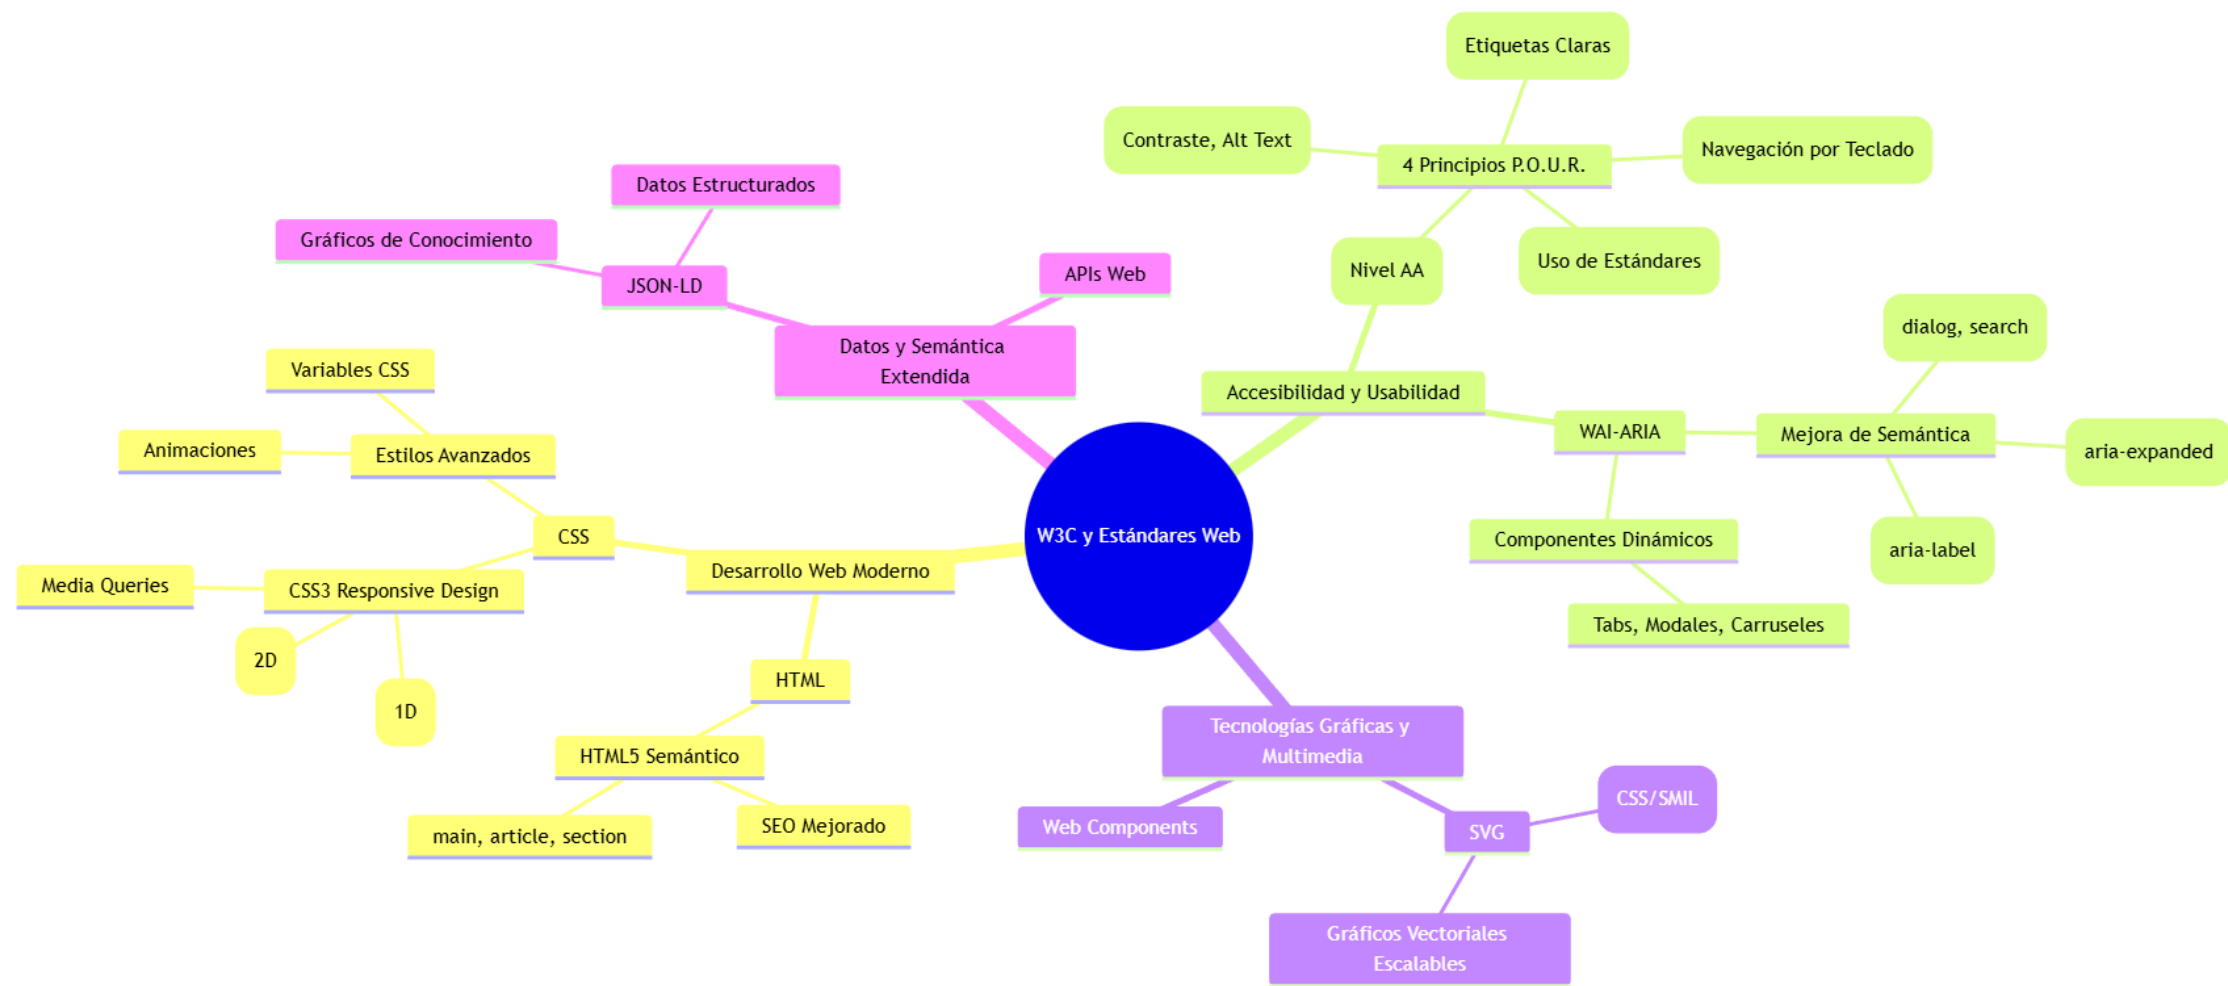 Etiquetas Claras
Contraste, Alt Text
Navegación por Teclado
4 Principios P.O.U.R.
Datos Estructurados
Gráficos de Conocimiento
Uso de Estándares
Nivel AA
APIs Web
JSON-LD
dialog, search
Datos y Semántica
Extendida
Variables CSS
Accesibilidad y Usabilidad
WAI-ARIA
Mejora de Semántica
aria-expanded
Animaciones
Estilos Avanzados
CSS
W3C y Estándares Web
Componentes Dinámicos
aria-label
Desarrollo Web Moderno
Media Queries
CSS3 Responsive Design
Tabs, Modales, Carruseles
2D
1D
HTML
Tecnologías Gráficas y
Multimedia
HTML5 Semántico
CSS/SMIL
main, article, section
SEO Mejorado
Web Components
SVG
Gráficos Vectoriales
Escalables